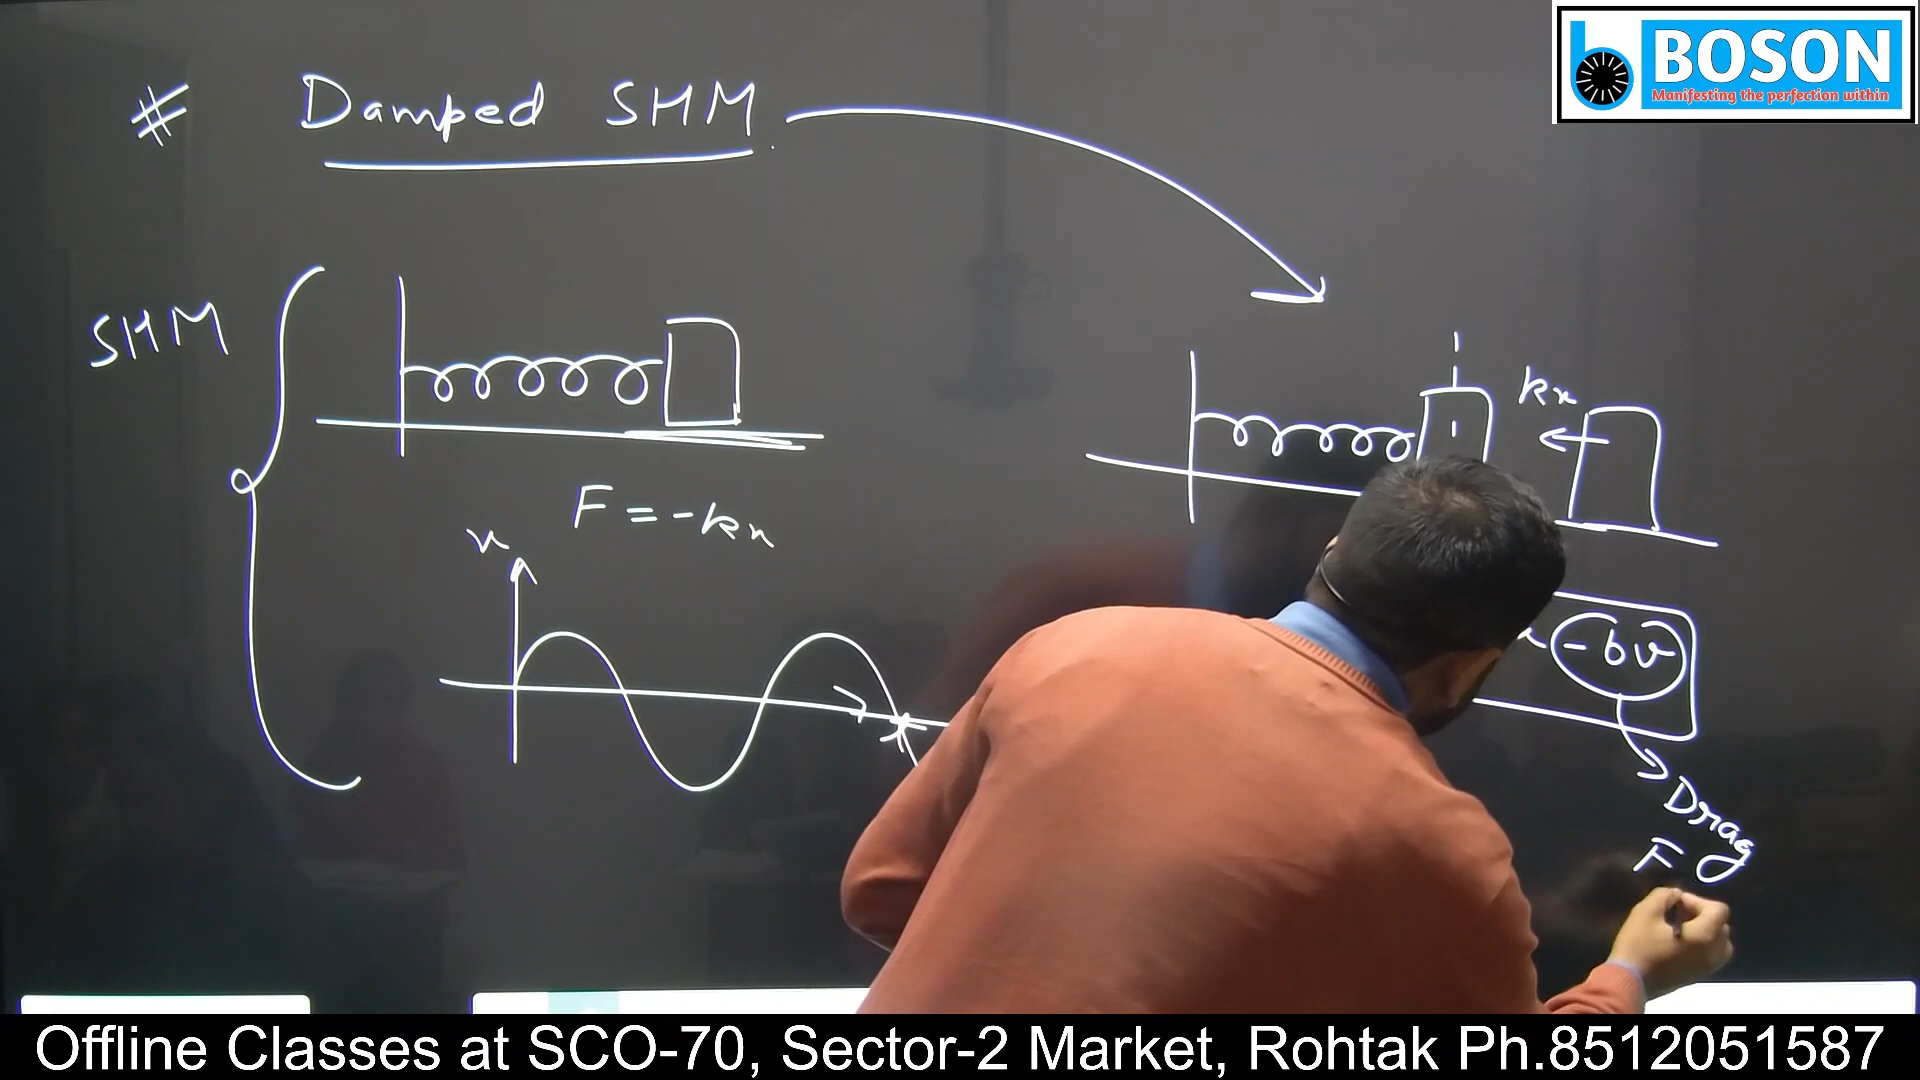 BOSON
Manifesting the perfection within
# Damped SHM
SHM
F = -kx
x
kx
-bv
Drag
F
Offline Classes at SCO-70, Sector-2 Market, Rohtak Ph.8512051587